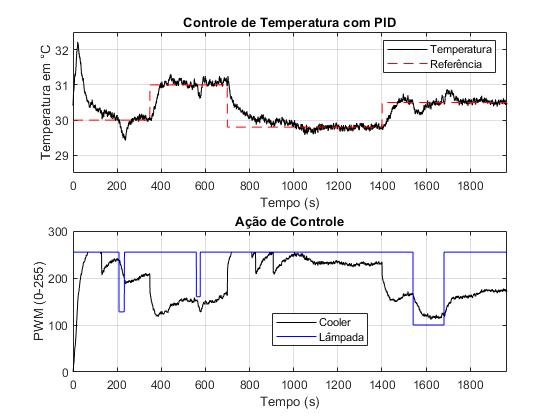 Controle de Temperatura com PID
Temperatura em °C
32
31
30
29
Temperatura
Referência
0 200 400 600 800 1000 1200 1400 1600 1800
Tempo (s)
Ação de Controle
PWM (0-255)
300
200
100
0
Cooler
Lâmpada
0 200 400 600 800 1000 1200 1400 1600 1800
Tempo (s)